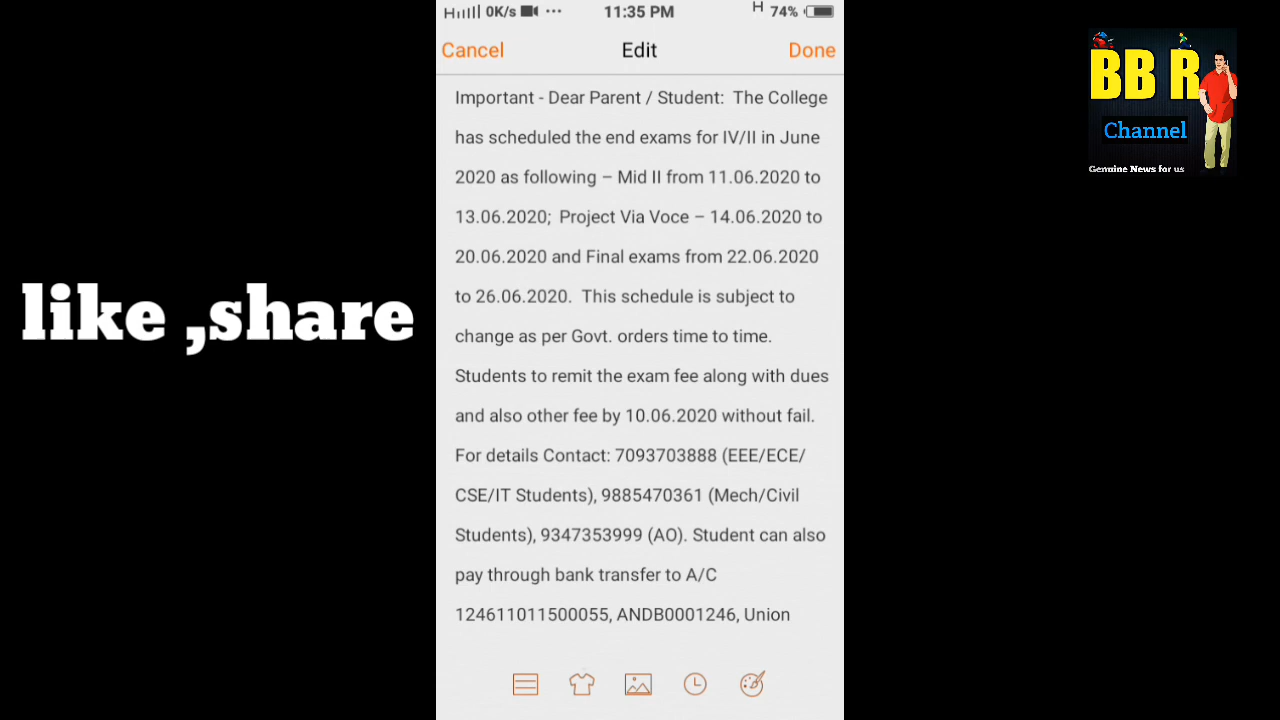 0K/s
11:35 PM
H 74%
Cancel
Edit
Done
Important - Dear Parent / Student:  The College
has scheduled the end exams for IV/II in June
2020 as following – Mid II from 11.06.2020 to
13.06.2020;  Project Via Voce – 14.06.2020 to
20.06.2020 and Final exams from 22.06.2020
to 26.06.2020.  This schedule is subject to
change as per Govt. orders time to time.
Students to remit the exam fee along with dues
and also other fee by 10.06.2020 without fail.
For details Contact: 7093703888 (EEE/ECE/
CSE/IT Students), 9885470361 (Mech/Civil
Students), 9347353999 (AO). Student can also
pay through bank transfer to A/C
124611011500055, ANDB0001246, Union
like ,share
BB R
Channel
Genuine News for us